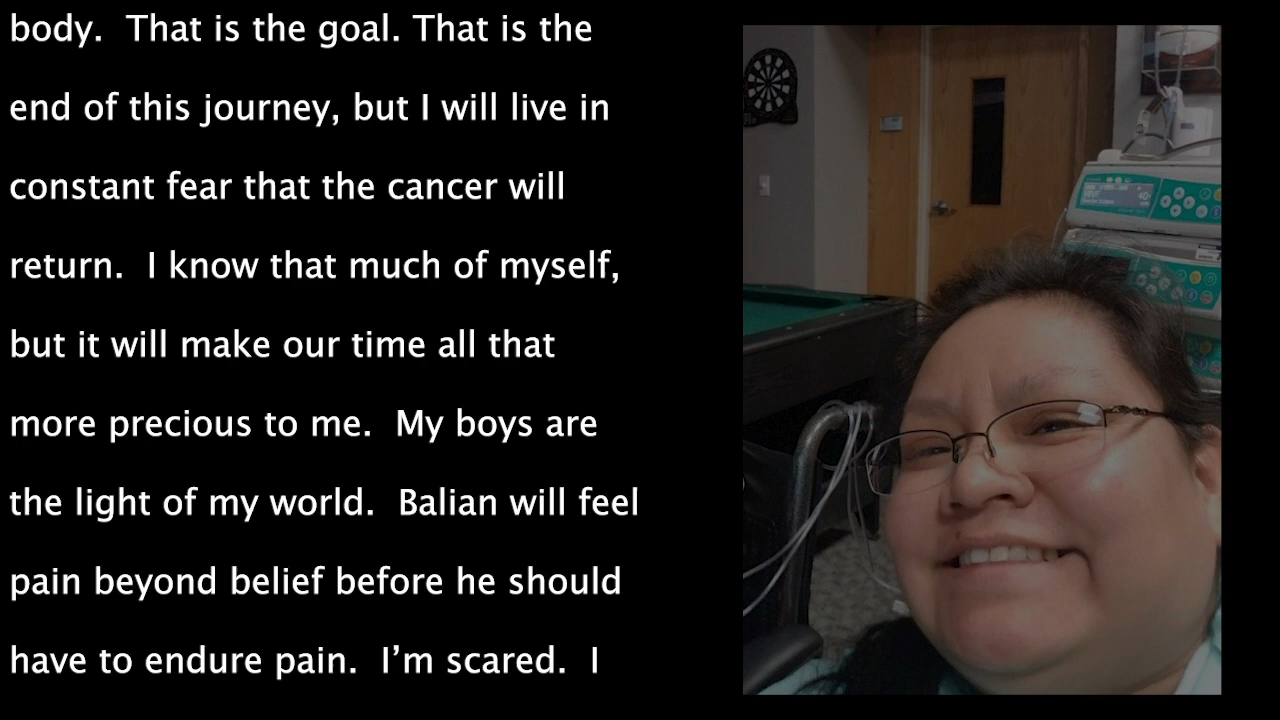 body.  That is the goal. That is the
end of this journey, but I will live in
constant fear that the cancer will
return.  I know that much of myself,
but it will make our time all that
more precious to me.  My boys are
the light of my world.  Balian will feel
pain beyond belief before he should
have to endure pain.  I’m scared.  I